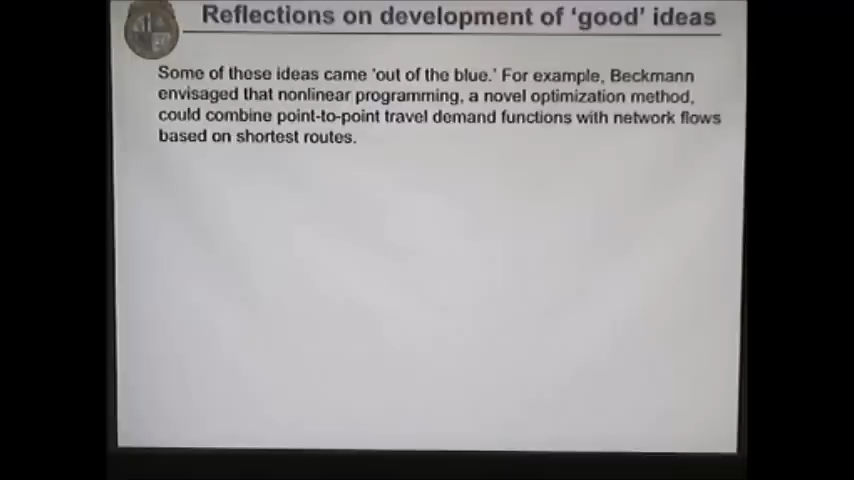 Reflections on development of ‘good’ ideas
Some of these ideas came ‘out of the blue.’ For example, Beckmann
envisaged that nonlinear programming, a novel optimization method,
could combine point-to-point travel demand functions with network flows
based on shortest routes.